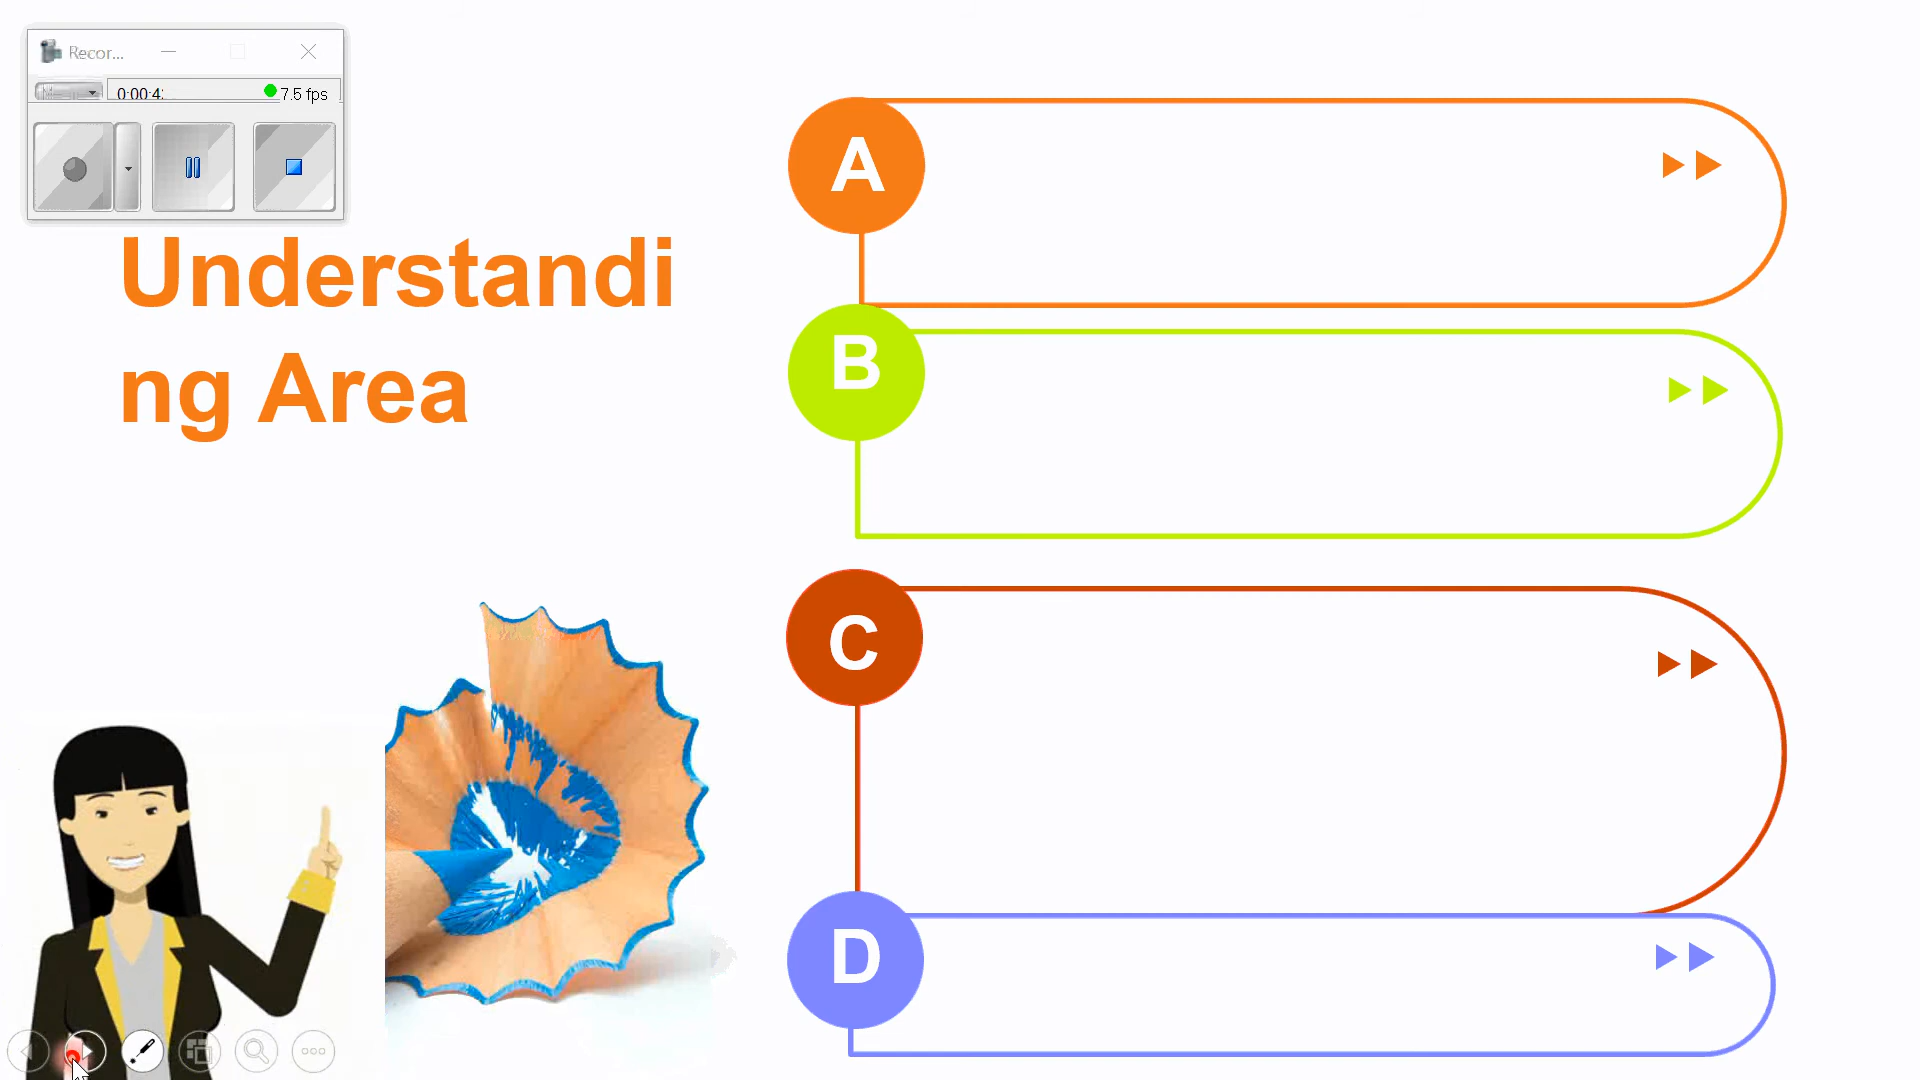 Recor...
0:00:4
7.5 fps
Understandi
ng Area
A
B
C
D